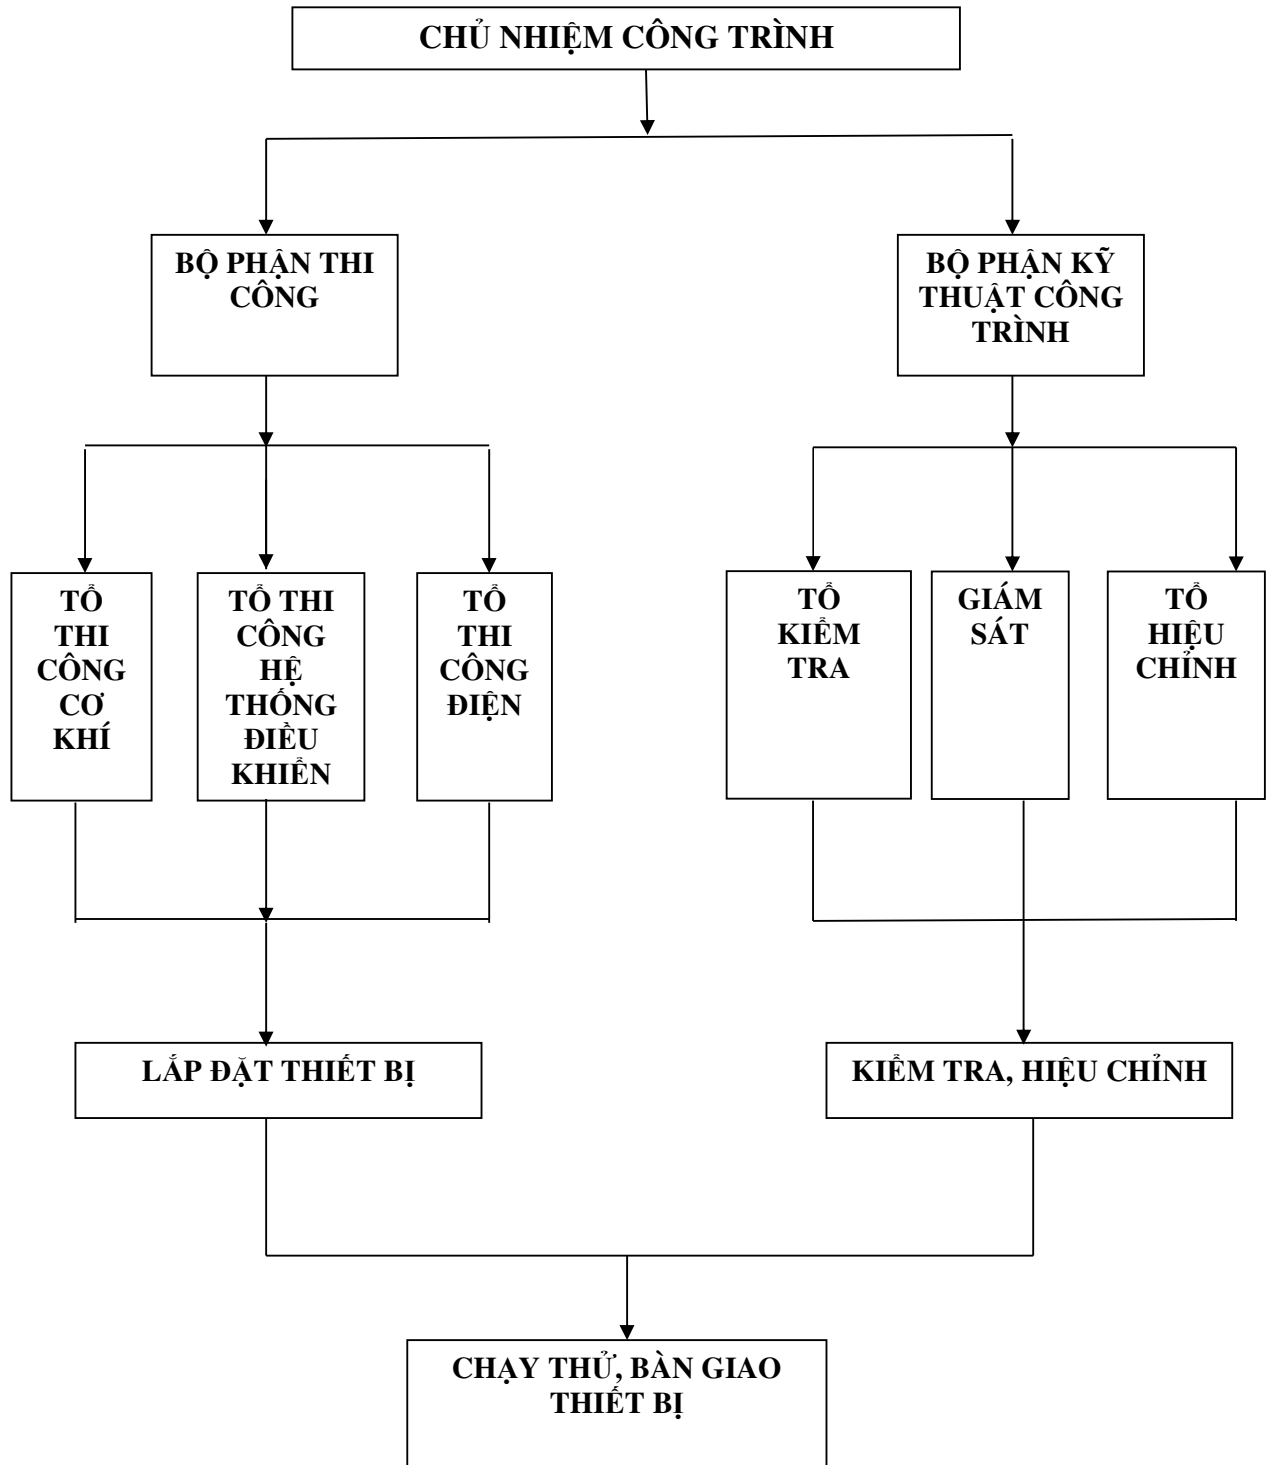 CHỦ NHIỆM CÔNG TRÌNH
BỘ PHẬN THI
CÔNG
BỘ PHẬN KỸ
THUẬT CÔNG
TRÌNH
TỔ
THI
CÔNG
CƠ
KHÍ
TỔ THI
CÔNG
HỆ
THỐNG
ĐIỀU
KHIỂN
TỔ
THI
CÔNG
ĐIỆN
TỔ
KIỂM
TRA
GIÁM
SÁT
TỔ
HIỆU
CHỈNH
LẮP ĐẶT THIẾT BỊ
KIỂM TRA, HIỆU CHỈNH
CHẠY THỬ, BÀN GIAO
THIẾT BỊ